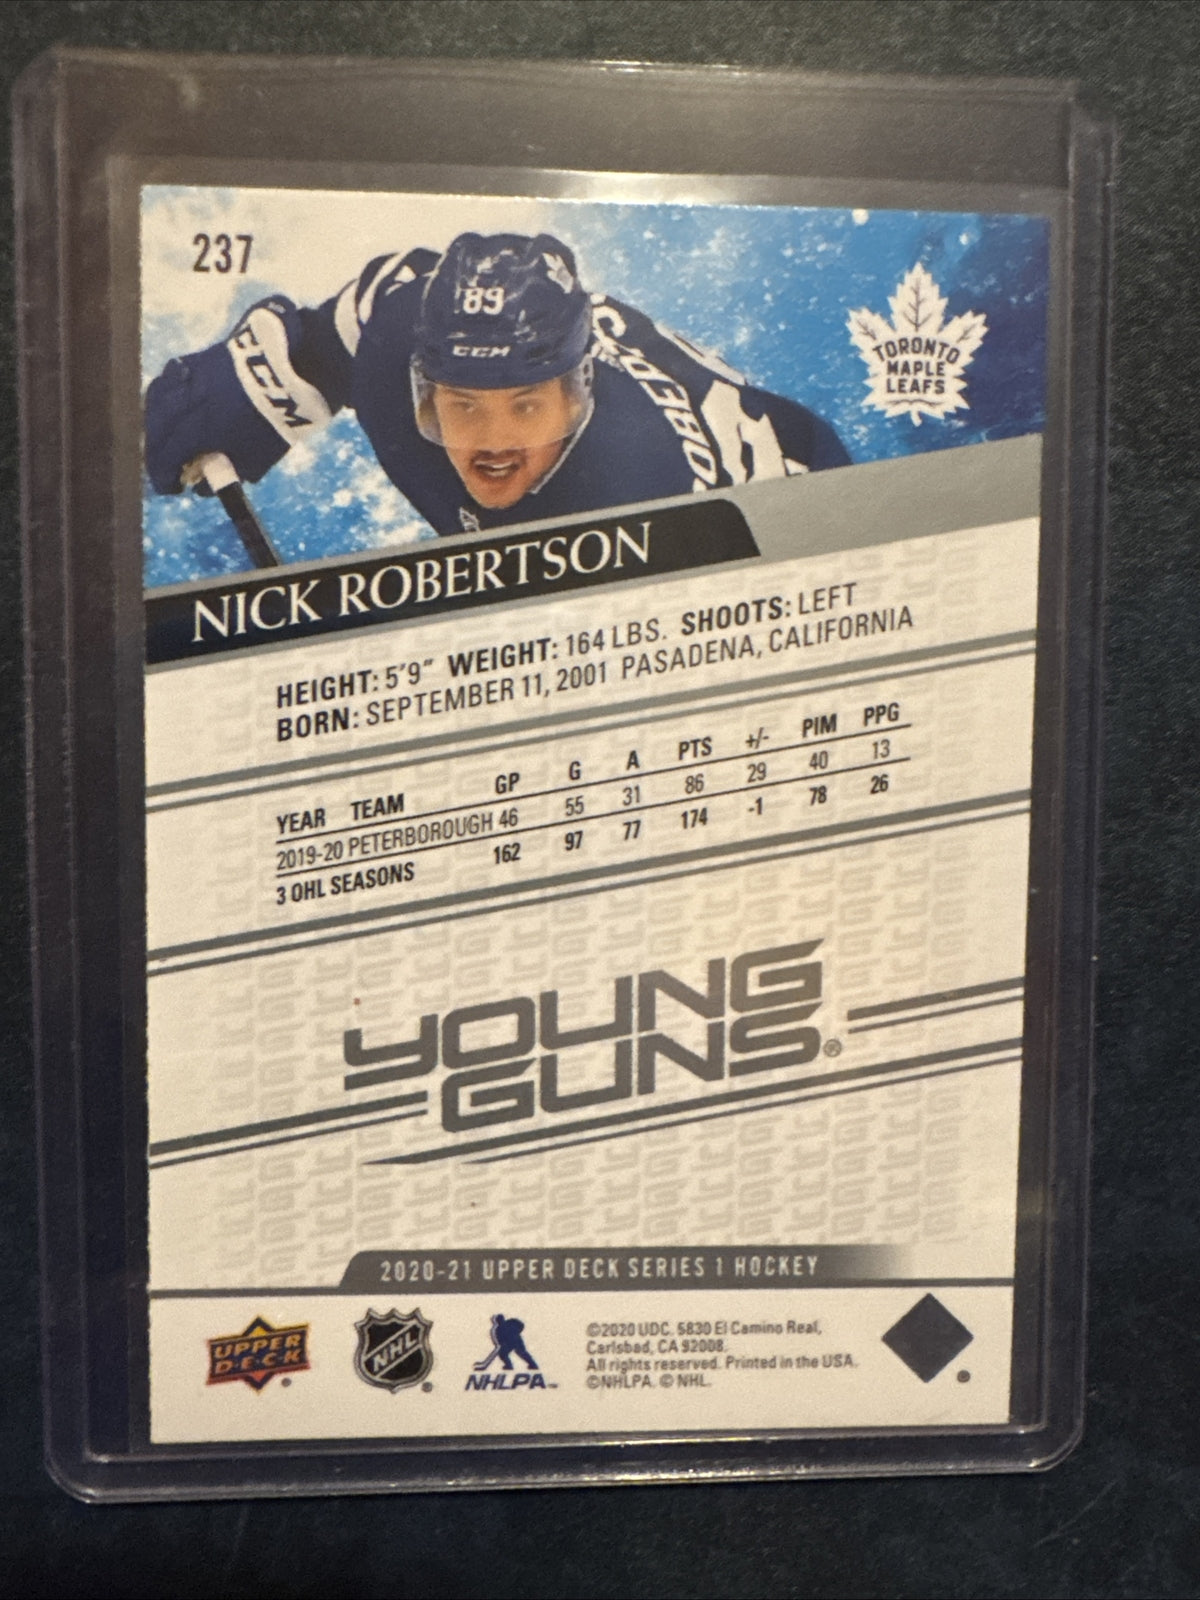 237
89
CCM
CCM
OBER
TORONTO
MAPLE
LEAFS
NICK ROBERTSON
HEIGHT: 5'9" WEIGHT: 164 LBS. SHOOTS: LEFT
BORN: SEPTEMBER 11, 2001 PASADENA, CALIFORNIA
YEAR TEAM GP G A PTS +/- PIM PPG
2019-20 PETERBOROUGH 46 55 31 86 29 40 13
3 OHL SEASONS 162 97 77 174 -1 78 26
YOUNG
GUNS®
2020-21 UPPER DECK SERIES 1 HOCKEY
UPPER
DECK
NHL
NHLPA™
©2020 UDC. 5830 El Camino Real,
Carlsbad, CA 92008.
All rights reserved. Printed in the USA.
©NHLPA. © NHL.